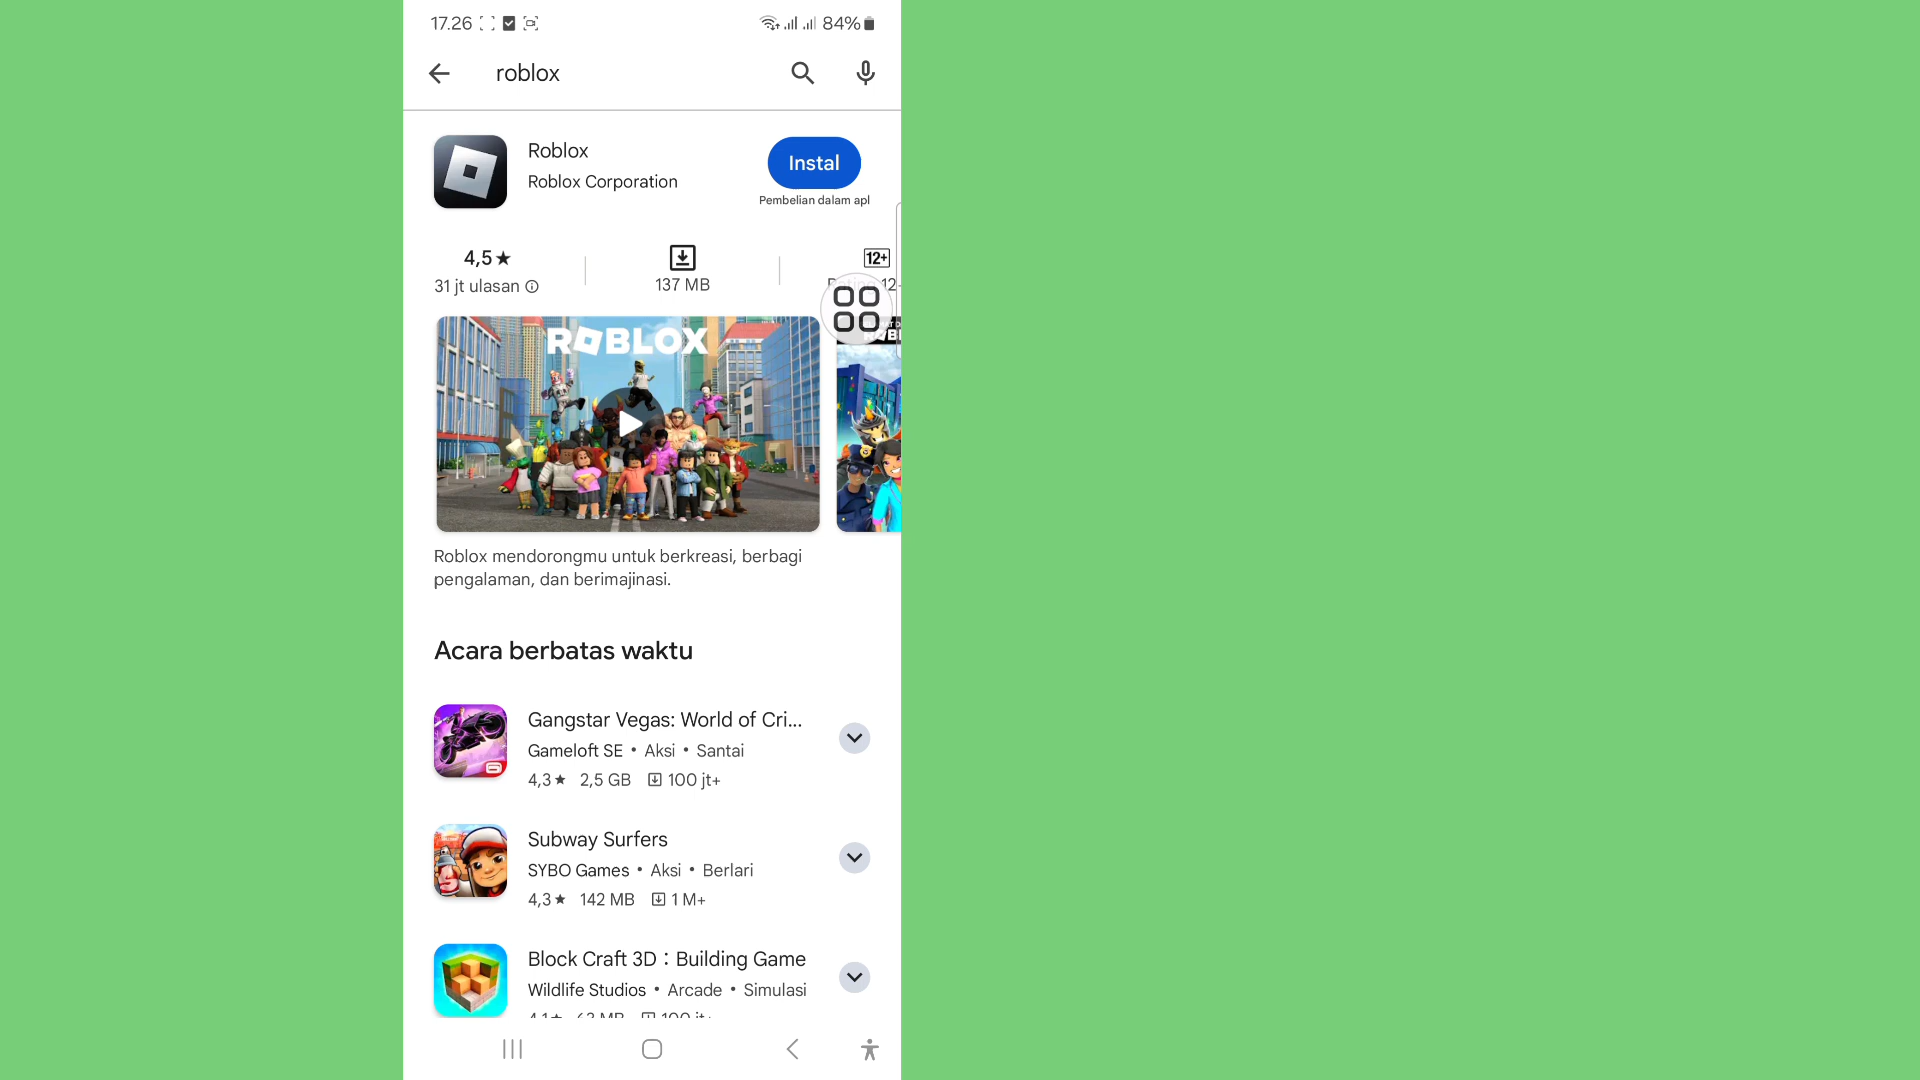 17.26 84%
roblox
Roblox
Instal
Roblox Corporation
Pembelian dalam apl
4,5★
12+
31 jt ulasan
137 MB
ROBLOX
Roblox mendorongmu untuk berkreasi, berbagi
pengalaman, dan berimajinasi.
Acara berbatas waktu
Gangstar Vegas: World of Cri...
Gameloft SE • Aksi • Santai
4,3★ 2,5 GB 100 jt+
Subway Surfers
SYBO Games • Aksi • Berlari
4,3★ 142 MB 1 M+
Block Craft 3D：Building Game
Wildlife Studios • Arcade • Simulasi